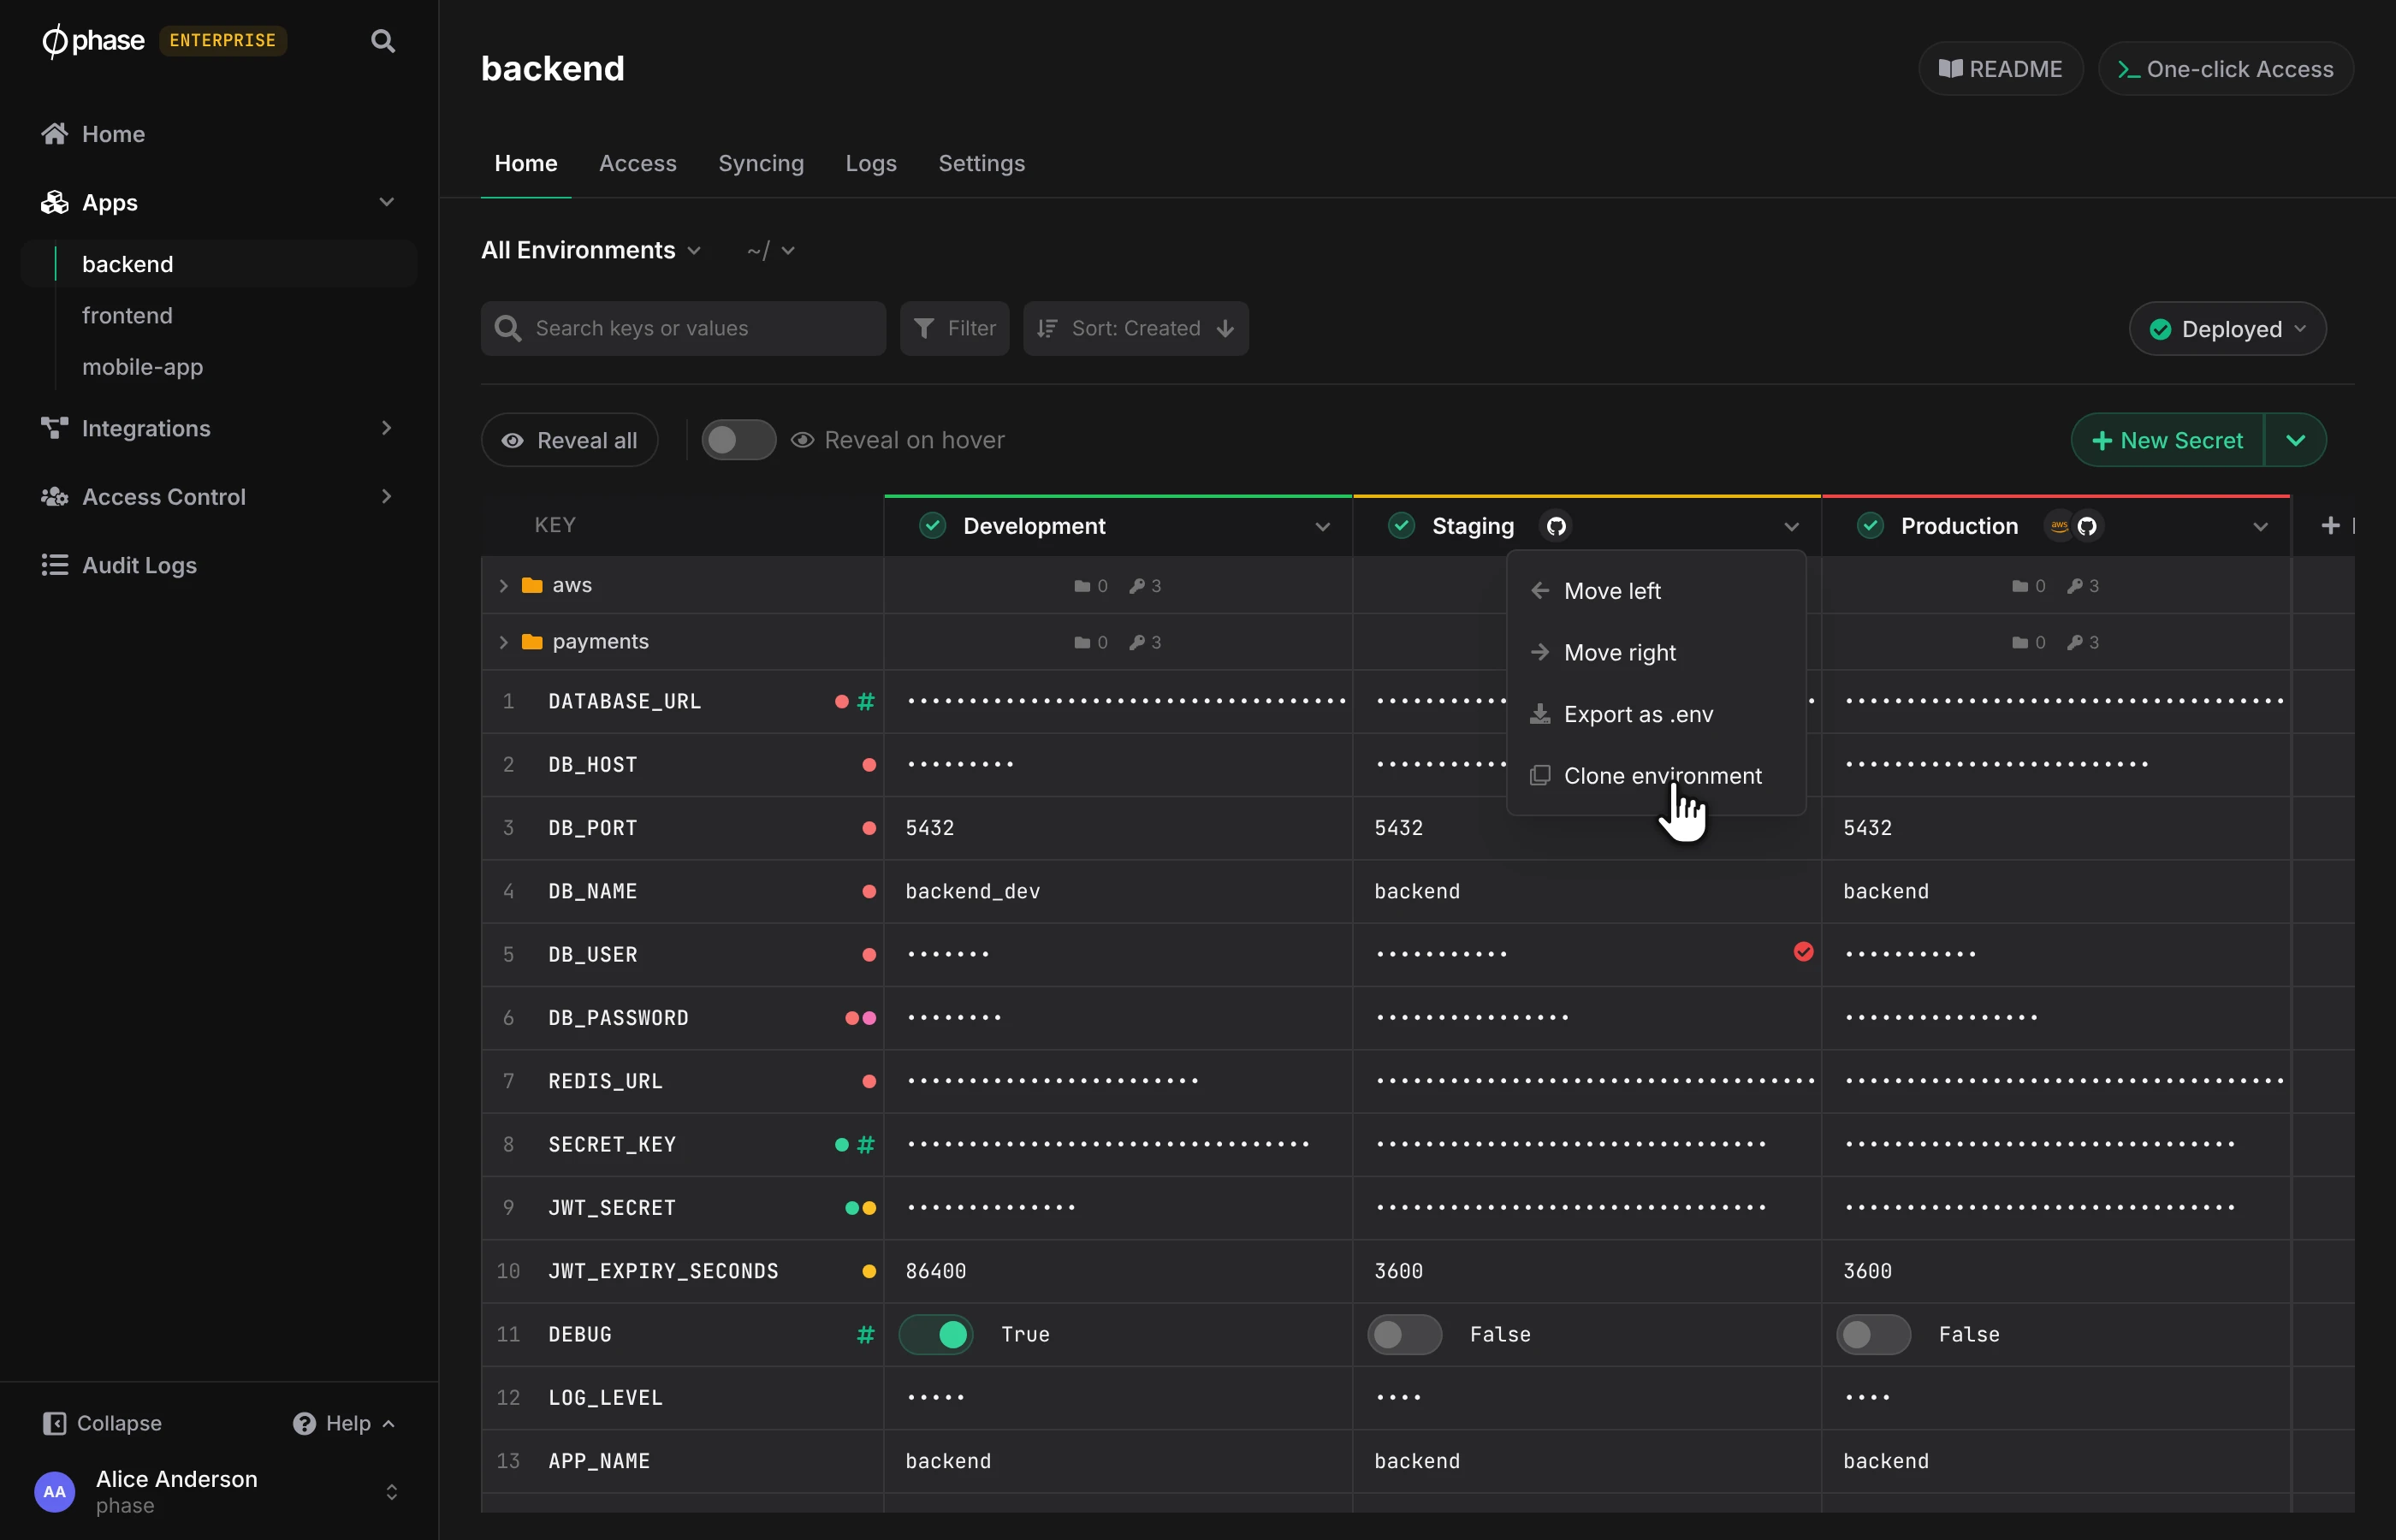 phase ENTERPRISE
Home
Apps
backend
frontend
mobile-app
Integrations
Access Control
Audit Logs
Collapse
Help
AA
Alice Anderson
phase
backend
README
One-click Access
Home Access Syncing Logs Settings
All Environments ~/
Search keys or values
Filter
Sort: Created
Deployed
Reveal all
Reveal on hover
New Secret
KEY Development Staging aws Production
aws 0 3 0 3
payments 0 3 0 3
Move left
Move right
Export as .env
Clone environment
1 DATABASE_URL # ••••••••••••••••••••••••••••••••
2 DB_HOST
3 DB_PORT 5432 5432 5432
4 DB_NAME backend_dev backend backend
5 DB_USER
6 DB_PASSWORD
7 REDIS_URL
8 SECRET_KEY #
9 JWT_SECRET
10 JWT_EXPIRY_SECONDS 86400 3600 3600
11 DEBUG # True False False
12 LOG_LEVEL
13 APP_NAME backend backend backend